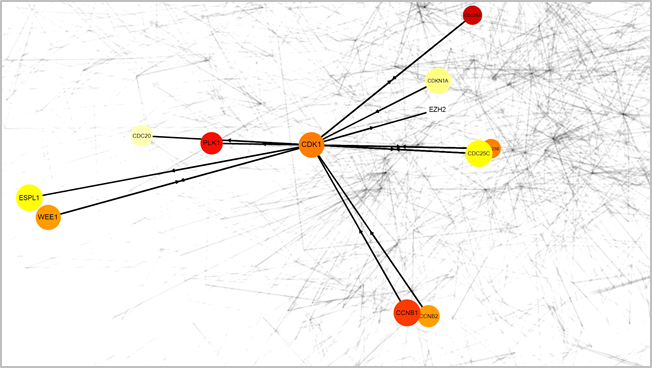 CDKN1A
EZH2
CDC20
PLK1
CDK1
CDC25C
ESPL1
WEE1
CCNB1
CCNB2